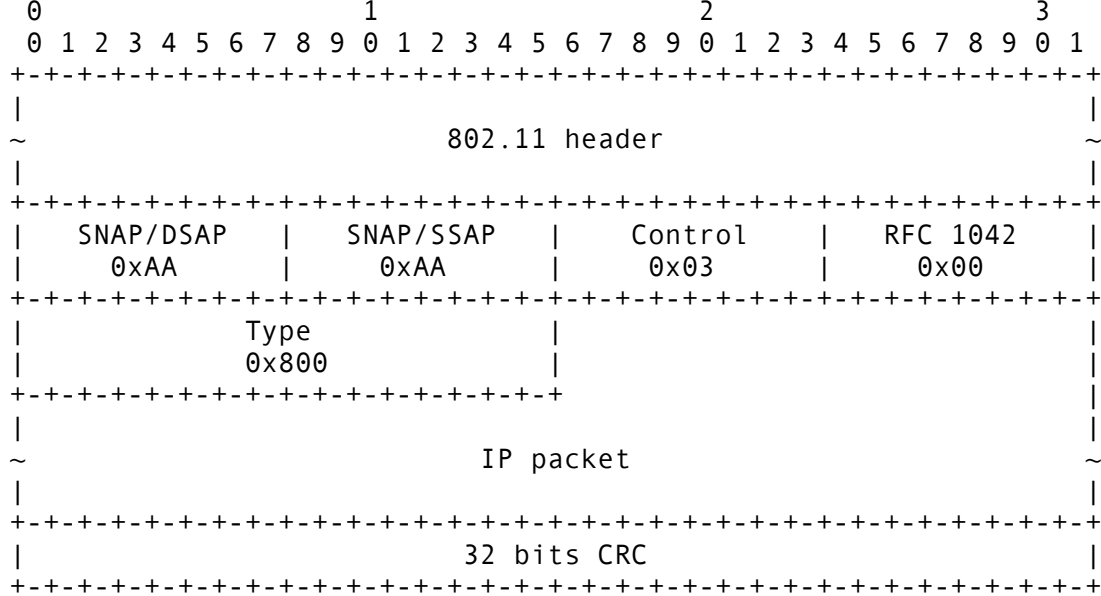 0                   1                   2                   3
 0 1 2 3 4 5 6 7 8 9 0 1 2 3 4 5 6 7 8 9 0 1 2 3 4 5 6 7 8 9 0 1
+-+-+-+-+-+-+-+-+-+-+-+-+-+-+-+-+-+-+-+-+-+-+-+-+-+-+-+-+-+-+-+-+
|                                                               |
~                         802.11 header                         ~
|                                                               |
+-+-+-+-+-+-+-+-+-+-+-+-+-+-+-+-+-+-+-+-+-+-+-+-+-+-+-+-+-+-+-+-+
|   SNAP/DSAP   |   SNAP/SSAP   |    Control    |   RFC 1042    |
|     0xAA      |     0xAA      |     0x03      |     0x00      |
+-+-+-+-+-+-+-+-+-+-+-+-+-+-+-+-+-+-+-+-+-+-+-+-+-+-+-+-+-+-+-+-+
|             Type              |                               |
|             0x800             |                               |
+-+-+-+-+-+-+-+-+-+-+-+-+-+-+-+-+                               |
|                                                               |
~                           IP packet                           ~
|                                                               |
+-+-+-+-+-+-+-+-+-+-+-+-+-+-+-+-+-+-+-+-+-+-+-+-+-+-+-+-+-+-+-+-+
|                          32 bits CRC                          |
+-+-+-+-+-+-+-+-+-+-+-+-+-+-+-+-+-+-+-+-+-+-+-+-+-+-+-+-+-+-+-+-+